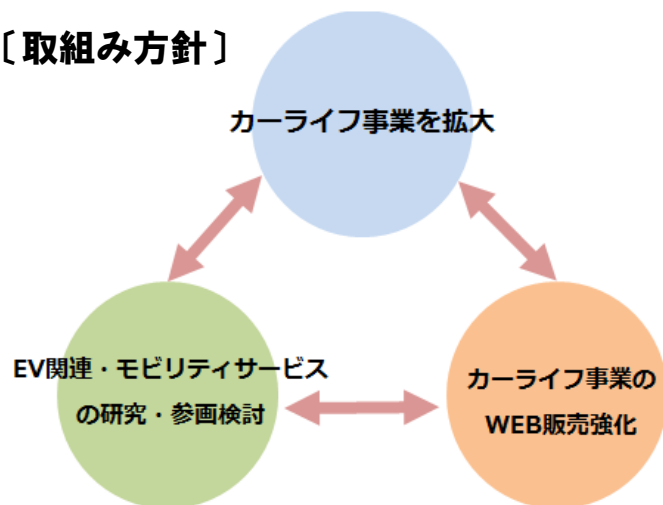 〔取組み方針〕
カーライフ事業を拡大
EV関連・モビリティサービス
の研究・参画検討
カーライフ事業の
WEB販売強化